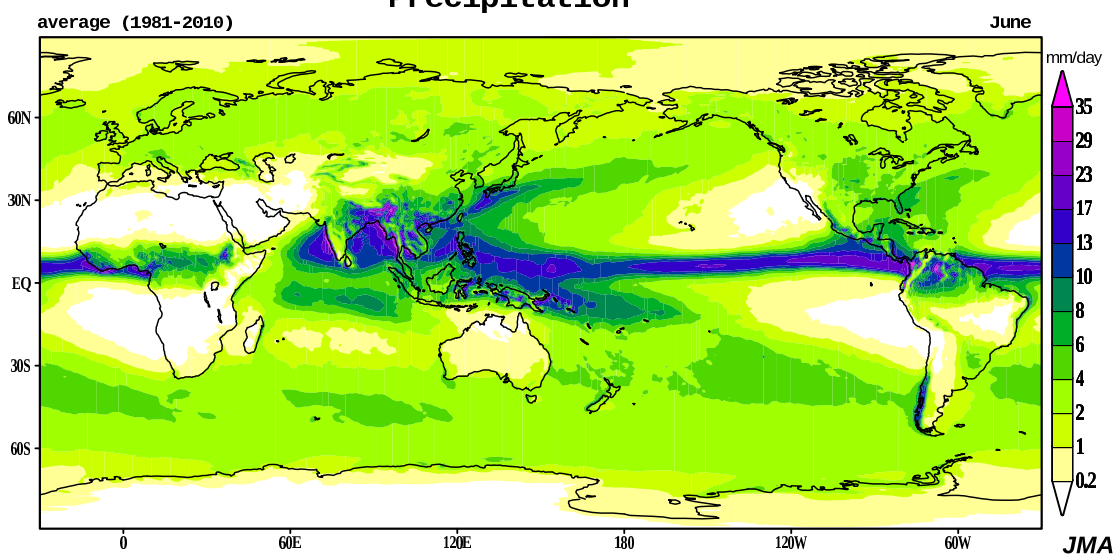 Precipitation
average (1981-2010) June
mm/day
35
29
23
17
13
10
8
6
4
2
1
0.2
60N
30N
EQ
30S
60S
0 60E 120E 180 120W 60W
JMA